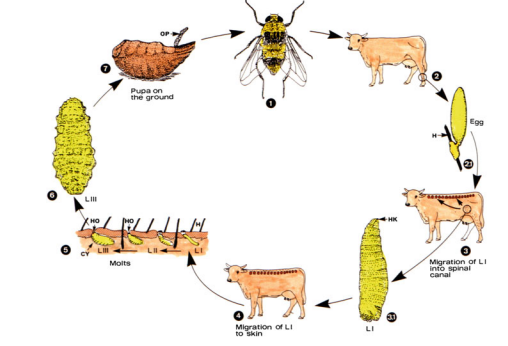 OP
7
Pupa on
the ground
1
2
Egg
H
2.1
3
Migration of LI
into spinal
canal
HK
3.1
LI
4
Migration of LI
to skin
HO
HO
H
5
CY
LIII
LII
LI
Molts
6
LIII